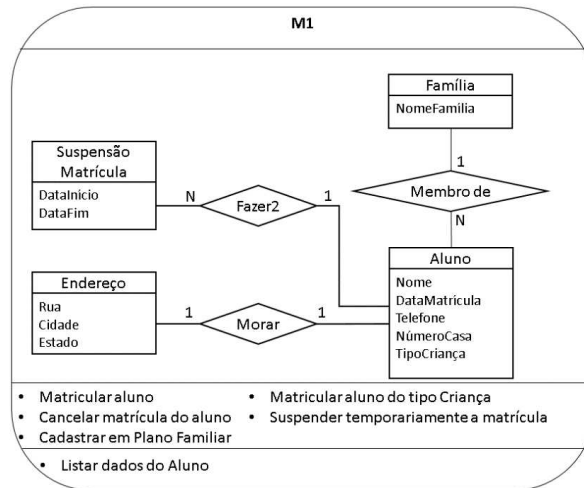 M1
Família
NomeFamilia
1
Membro de
N
Suspensão
Matrícula
DataInicio
DataFim
N
Fazer2
1
Aluno
Nome
DataMatricula
Telefone
NúmeroCasa
TipoCriança
Endereço
Rua
Cidade
Estado
1
Morar
1
• Matricular aluno
• Cancelar matrícula do aluno
• Cadastrar em Plano Familiar
• Matricular aluno do tipo Criança
• Suspender temporariamente a matrícula
• Listar dados do Aluno